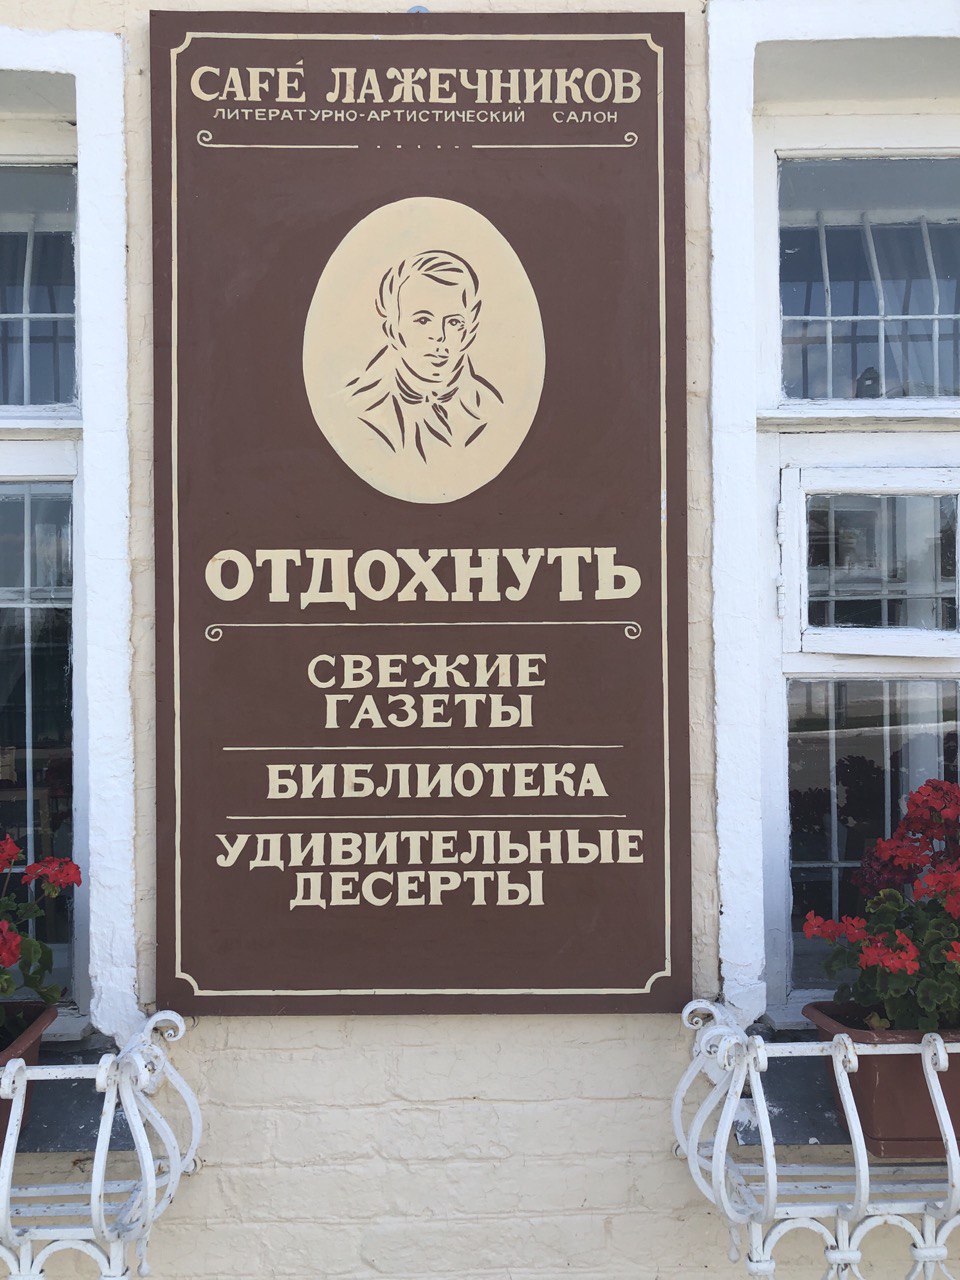 CAFÉ ЛАЖЕЧНИКОВ
ЛИТЕРАТУРНО-АРТИСТИЧЕСКИЙ САЛОН
ОТДОХНУТЬ
СВЕЖИЕ
ГАЗЕТЫ
БИБЛИОТЕКА
УДИВИТЕЛЬНЫЕ
ДЕСЕРТЫ